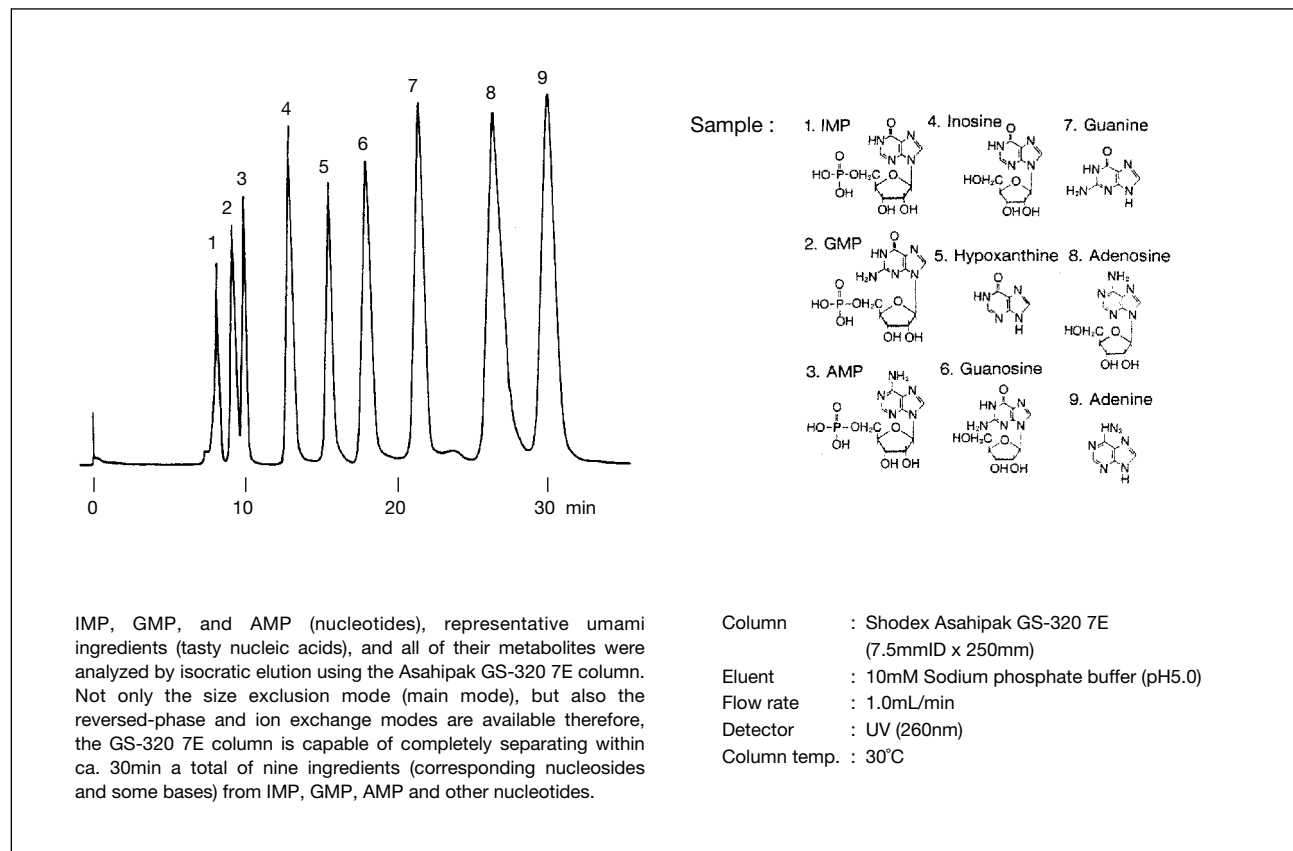 1
2
3
4
5
6
7
8
9
0
10
20
30 min
Sample :
1. IMP
4. Inosine
7. Guanine
2. GMP
5. Hypoxanthine
8. Adenosine
3. AMP
6. Guanosine
9. Adenine
IMP, GMP, and AMP (nucleotides), representative umami
ingredients (tasty nucleic acids), and all of their metabolites were
analyzed by isocratic elution using the Asahipak GS-320 7E column.
Not only the size exclusion mode (main mode), but also the
reversed-phase and ion exchange modes are available therefore,
the GS-320 7E column is capable of completely separating within
ca. 30min a total of nine ingredients (corresponding nucleosides
and some bases) from IMP, GMP, AMP and other nucleotides.
Column : Shodex Asahipak GS-320 7E
(7.5mmID x 250mm)
Eluent : 10mM Sodium phosphate buffer (pH5.0)
Flow rate : 1.0mL/min
Detector : UV (260nm)
Column temp. : 30˚C